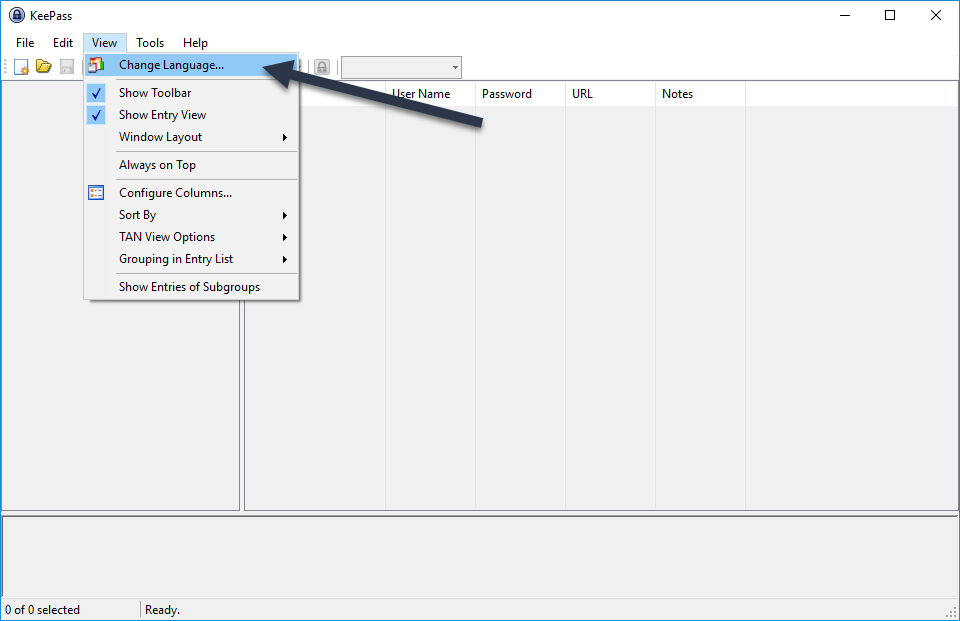 KeePass
File Edit View Tools Help
Change Language...
User Name Password URL Notes
Show Toolbar
Show Entry View
Window Layout
Always on Top
Configure Columns...
Sort By
TAN View Options
Grouping in Entry List
Show Entries of Subgroups
0 of 0 selected Ready.